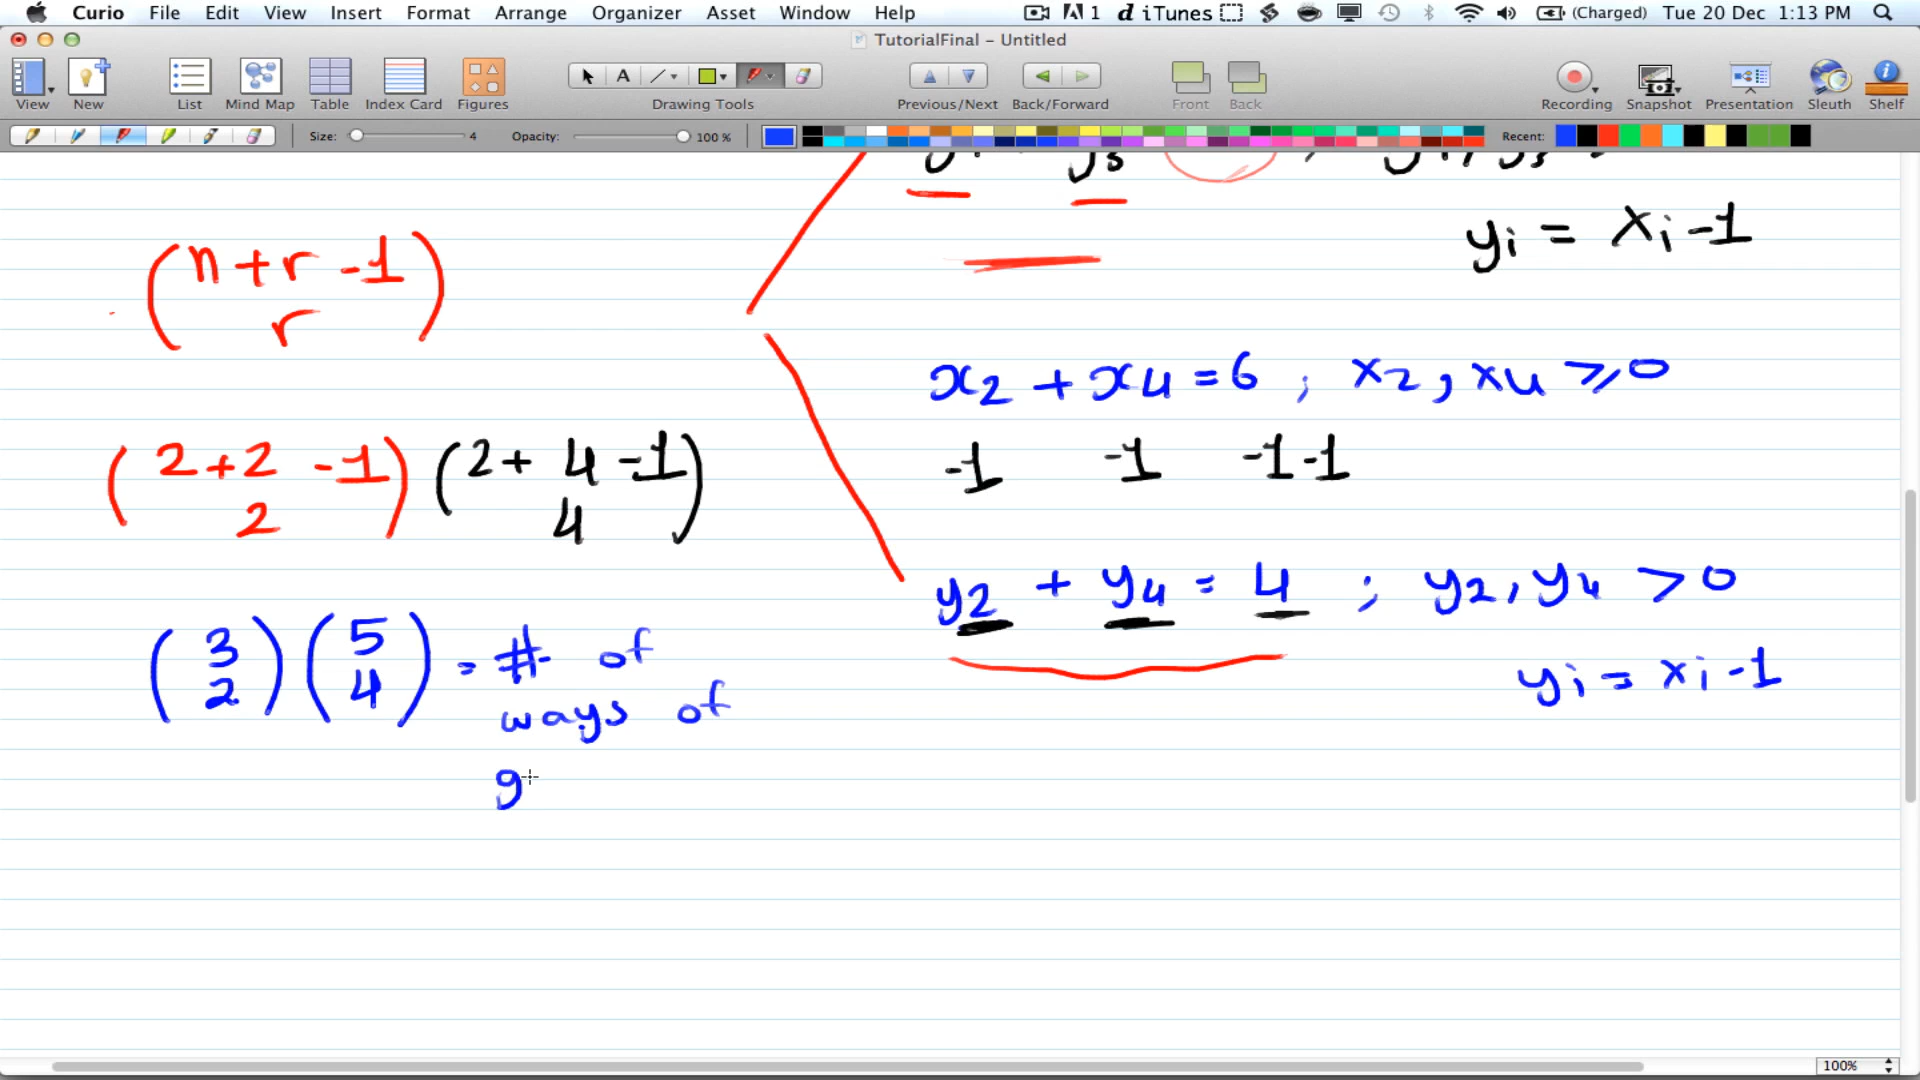 Curio File Edit View Insert Format Arrange Organizer Asset Window Help 1 d iTunes (Charged) Tue 20 Dec 1:13 PM
TutorialFinal – Untitled
View New List Mind Map Table Index Card Figures Drawing Tools Previous/Next Back/Forward Front Back Recording Snapshot Presentation Sleuth Shelf
Size: 4 Opacity: 100 % Recent:
yi = xi -1
(n+r-1
r)
x2 + x4 = 6 ; x2, x4 ≥ 0
-1 -1 -1-1
(2+2-1
2) (2+4-1
4)
y2 + y4 = 4 ; y2, y4 > 0
yi = xi -1
(3
2) (5
4) = # of
ways of
g
100%